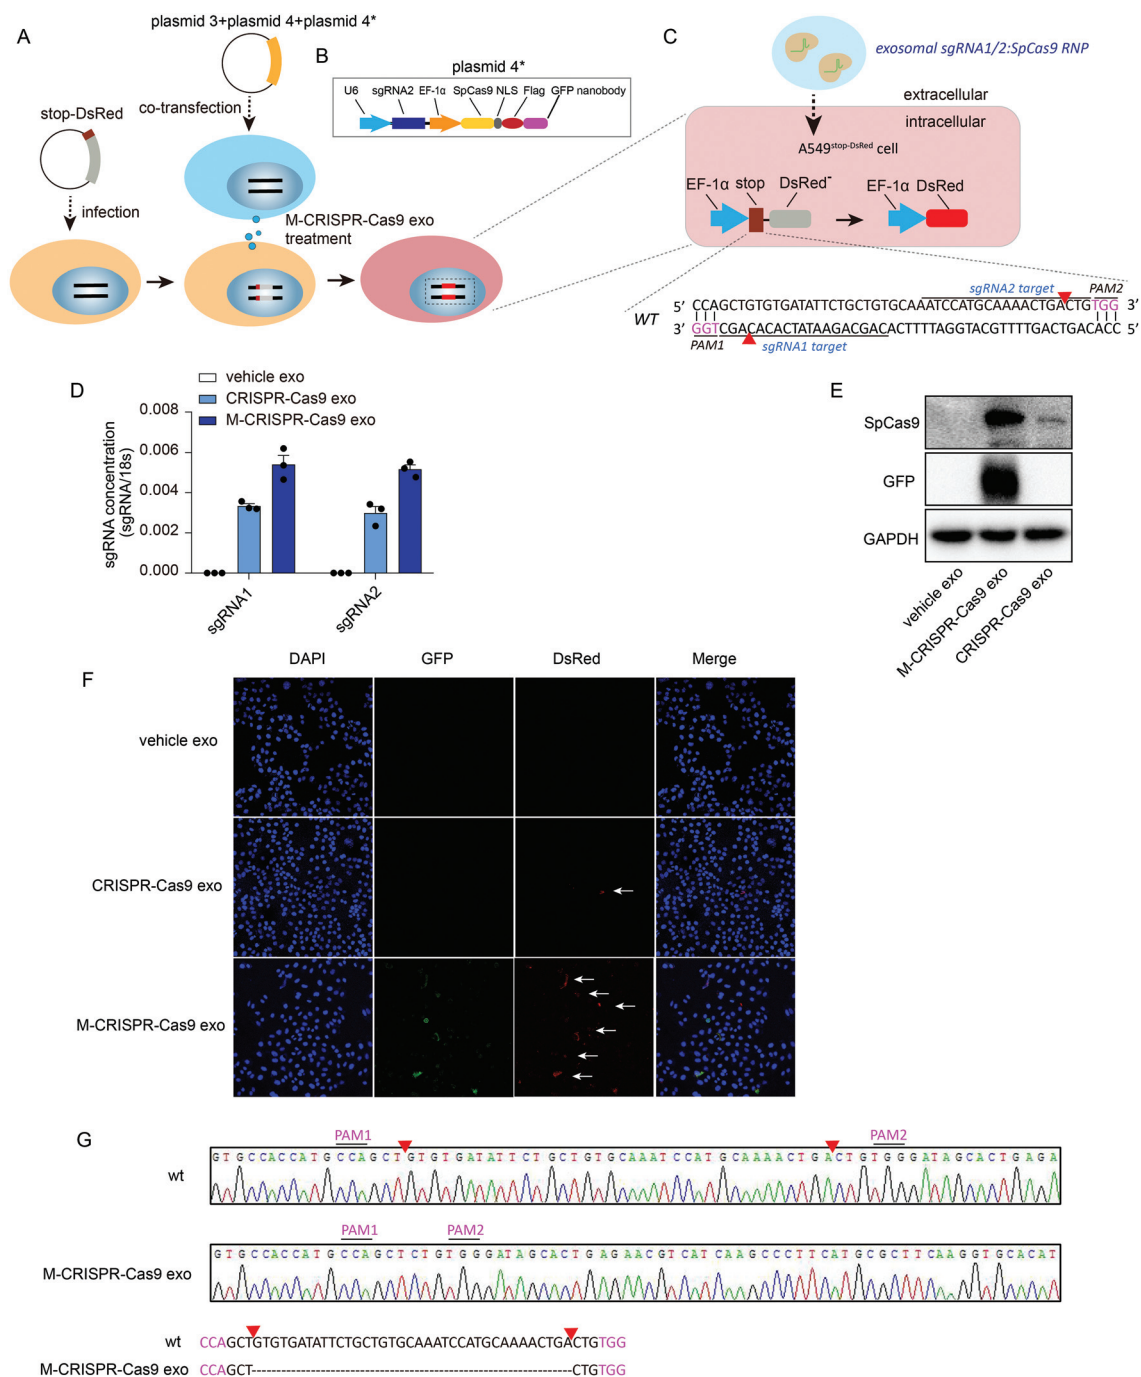 A
plasmid 3+plasmid 4+plasmid 4*
stop-DsRed
co-transfection
infection
M-CRISPR-Cas9 exo
treatment
B
plasmid 4*
U6 sgRNA2 EF-1α SpCas9 NLS Flag GFP nanobody
C
exosomal sgRNA1/2:SpCas9 RNP
extracellular
intracellular
A549stop-DsRed cell
EF-1α stop DsRed-
EF-1α DsRed
sgRNA2 target PAM2
WT
5' CCAGCTGTGTGATATTCTGCTGTGCAAATCCATGCAAAACTGACTGTGG 3'
3' GGTCGACACACTATAAGACGACACTTTTAGGTACGTTTTGACTGACACC 5'
PAM1 sgRNA1 target
D
vehicle exo
CRISPR-Cas9 exo
M-CRISPR-Cas9 exo
sgRNA concentration
(sgRNA/18s)
0.008
0.006
0.004
0.002
0.000
sgRNA1
sgRNA2
E
SpCas9
GFP
GAPDH
vehicle exo
M-CRISPR-Cas9 exo
CRISPR-Cas9 exo
F
DAPI GFP DsRed Merge
vehicle exo
CRISPR-Cas9 exo
M-CRISPR-Cas9 exo
G
PAM1 PAM2
wt
GTGCCACCATGCCAGCTGTGTGATATTCTGCTGTGCAAATCCATGCAAAACTGACTGTGGGATAGCACTGAGA
PAM1 PAM2
M-CRISPR-Cas9 exo
GTGCCACCATGCCAGCTCTGTGGGATAGCACTGAGAACGTCATCAAGCCCTTCATGCGCTTCAAGGTGCACAT
wt CCAGCTGTGTGATATTCTGCTGTGCAAATCCATGCAAAACTGACTGTGG
M-CRISPR-Cas9 exo CCAGCT-------------------------------------CTGTGG